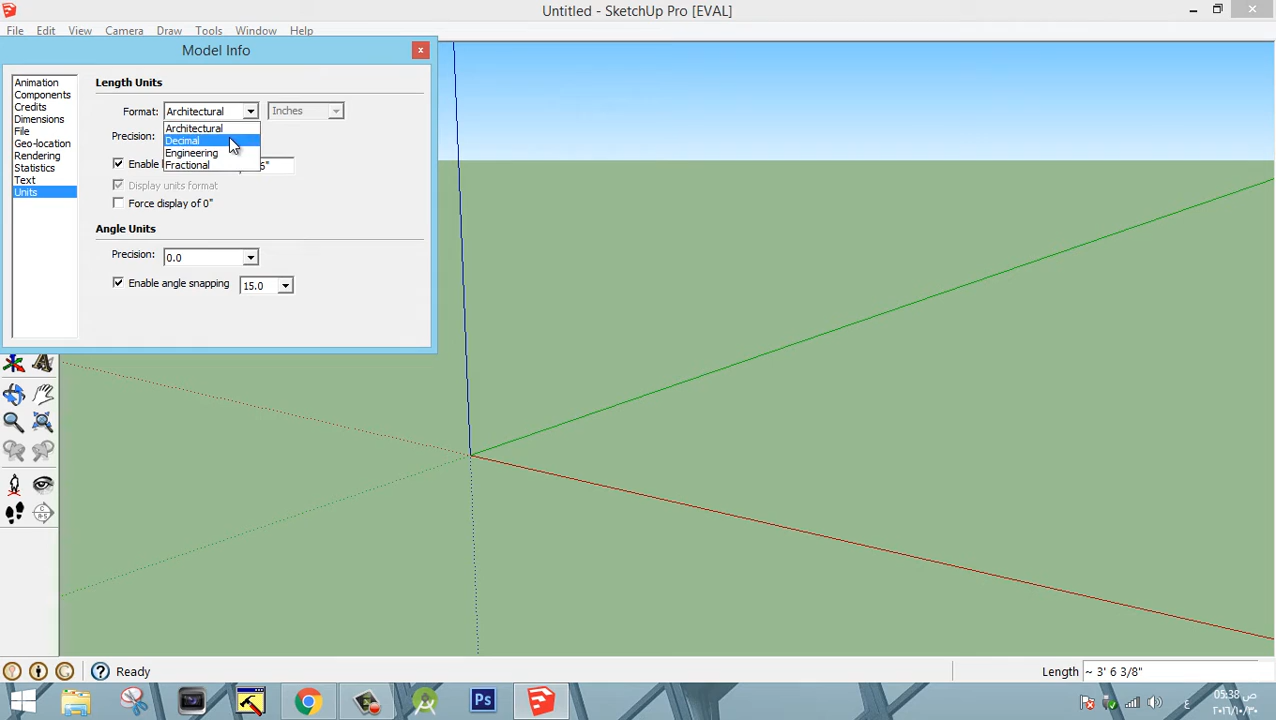 Untitled - SketchUp Pro [EVAL]
File Edit View Camera Draw Tools Window Help
Model Info
Animation
Components
Credits
Dimensions
File
Geo-location
Rendering
Statistics
Text
Units
Length Units
Format: Architectural Inches
Architectural
Decimal
Engineering
Fractional
Precision:
Enable
Display units format
Force display of 0"
Angle Units
Precision: 0.0
Enable angle snapping 15.0
Ready
Length ~ 3' 6 3/8"
Ps
05:38 ص
ع